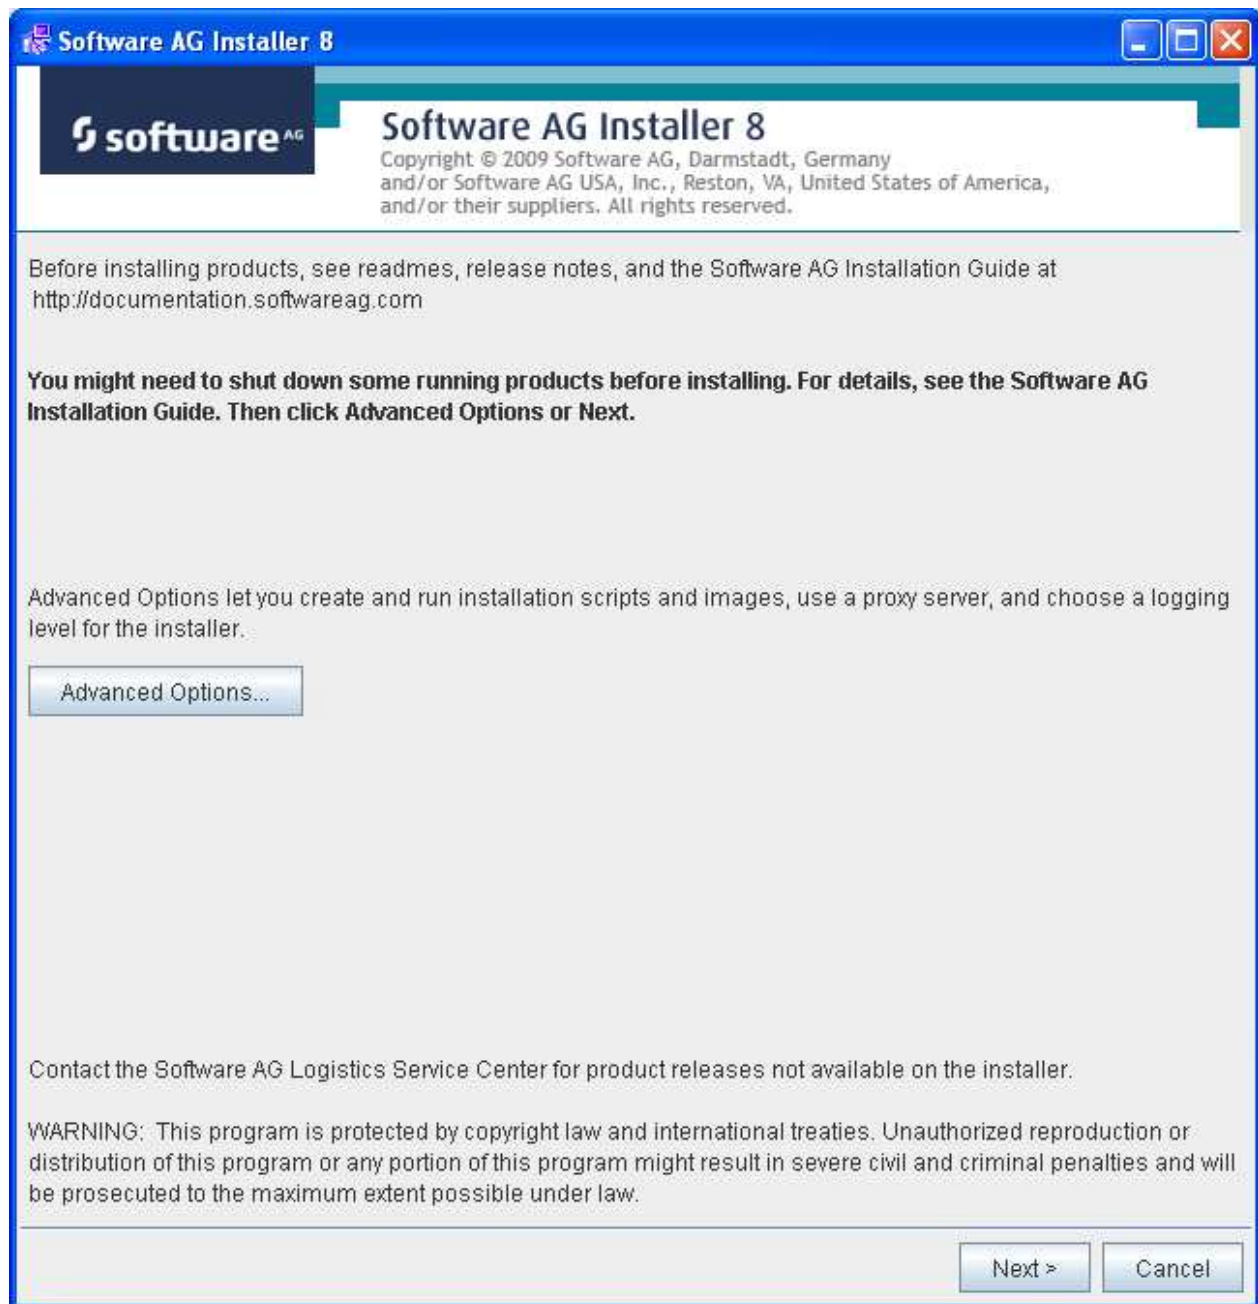 Software AG Installer 8
software AG
Software AG Installer 8
Copyright © 2009 Software AG, Darmstadt, Germany
and/or Software AG USA, Inc., Reston, VA, United States of America,
and/or their suppliers. All rights reserved.
Before installing products, see readmes, release notes, and the Software AG Installation Guide at
http://documentation.softwareag.com
You might need to shut down some running products before installing. For details, see the Software AG
Installation Guide. Then click Advanced Options or Next.
Advanced Options let you create and run installation scripts and images, use a proxy server, and choose a logging
level for the installer.
Advanced Options...
Contact the Software AG Logistics Service Center for product releases not available on the installer.
WARNING: This program is protected by copyright law and international treaties. Unauthorized reproduction or
distribution of this program or any portion of this program might result in severe civil and criminal penalties and will
be prosecuted to the maximum extent possible under law.
Next >
Cancel